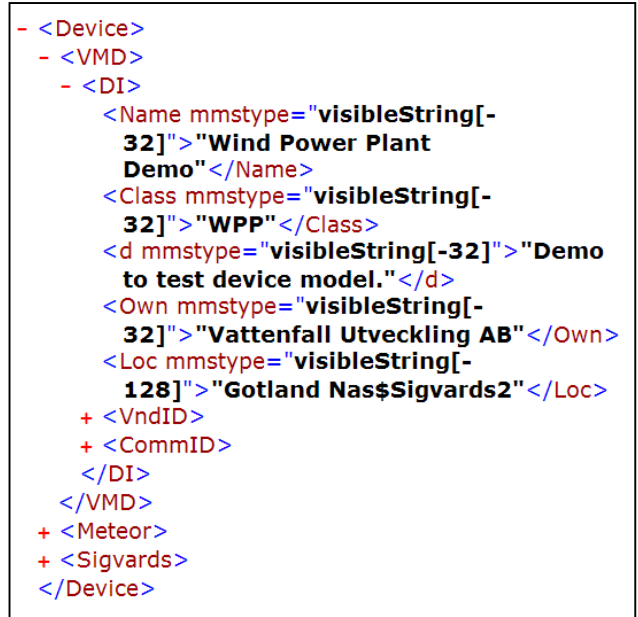 - <Device>
- <VMD>
- <DI>
<Name mmstype="visibleString[-
32]">"Wind Power Plant
Demo"</Name>
<Class mmstype="visibleString[-
32]">"WPP"</Class>
<d mmstype="visibleString[-32]">"Demo
to test device model."</d>
<Own mmstype="visibleString[-
32]">"Vattenfall Utveckling AB"</Own>
<Loc mmstype="visibleString[-
128]">"Gotland Nas$Sigvards2"</Loc>
+ <VndID>
+ <CommID>
</DI>
</VMD>
+ <Meteor>
+ <Sigvards>
</Device>